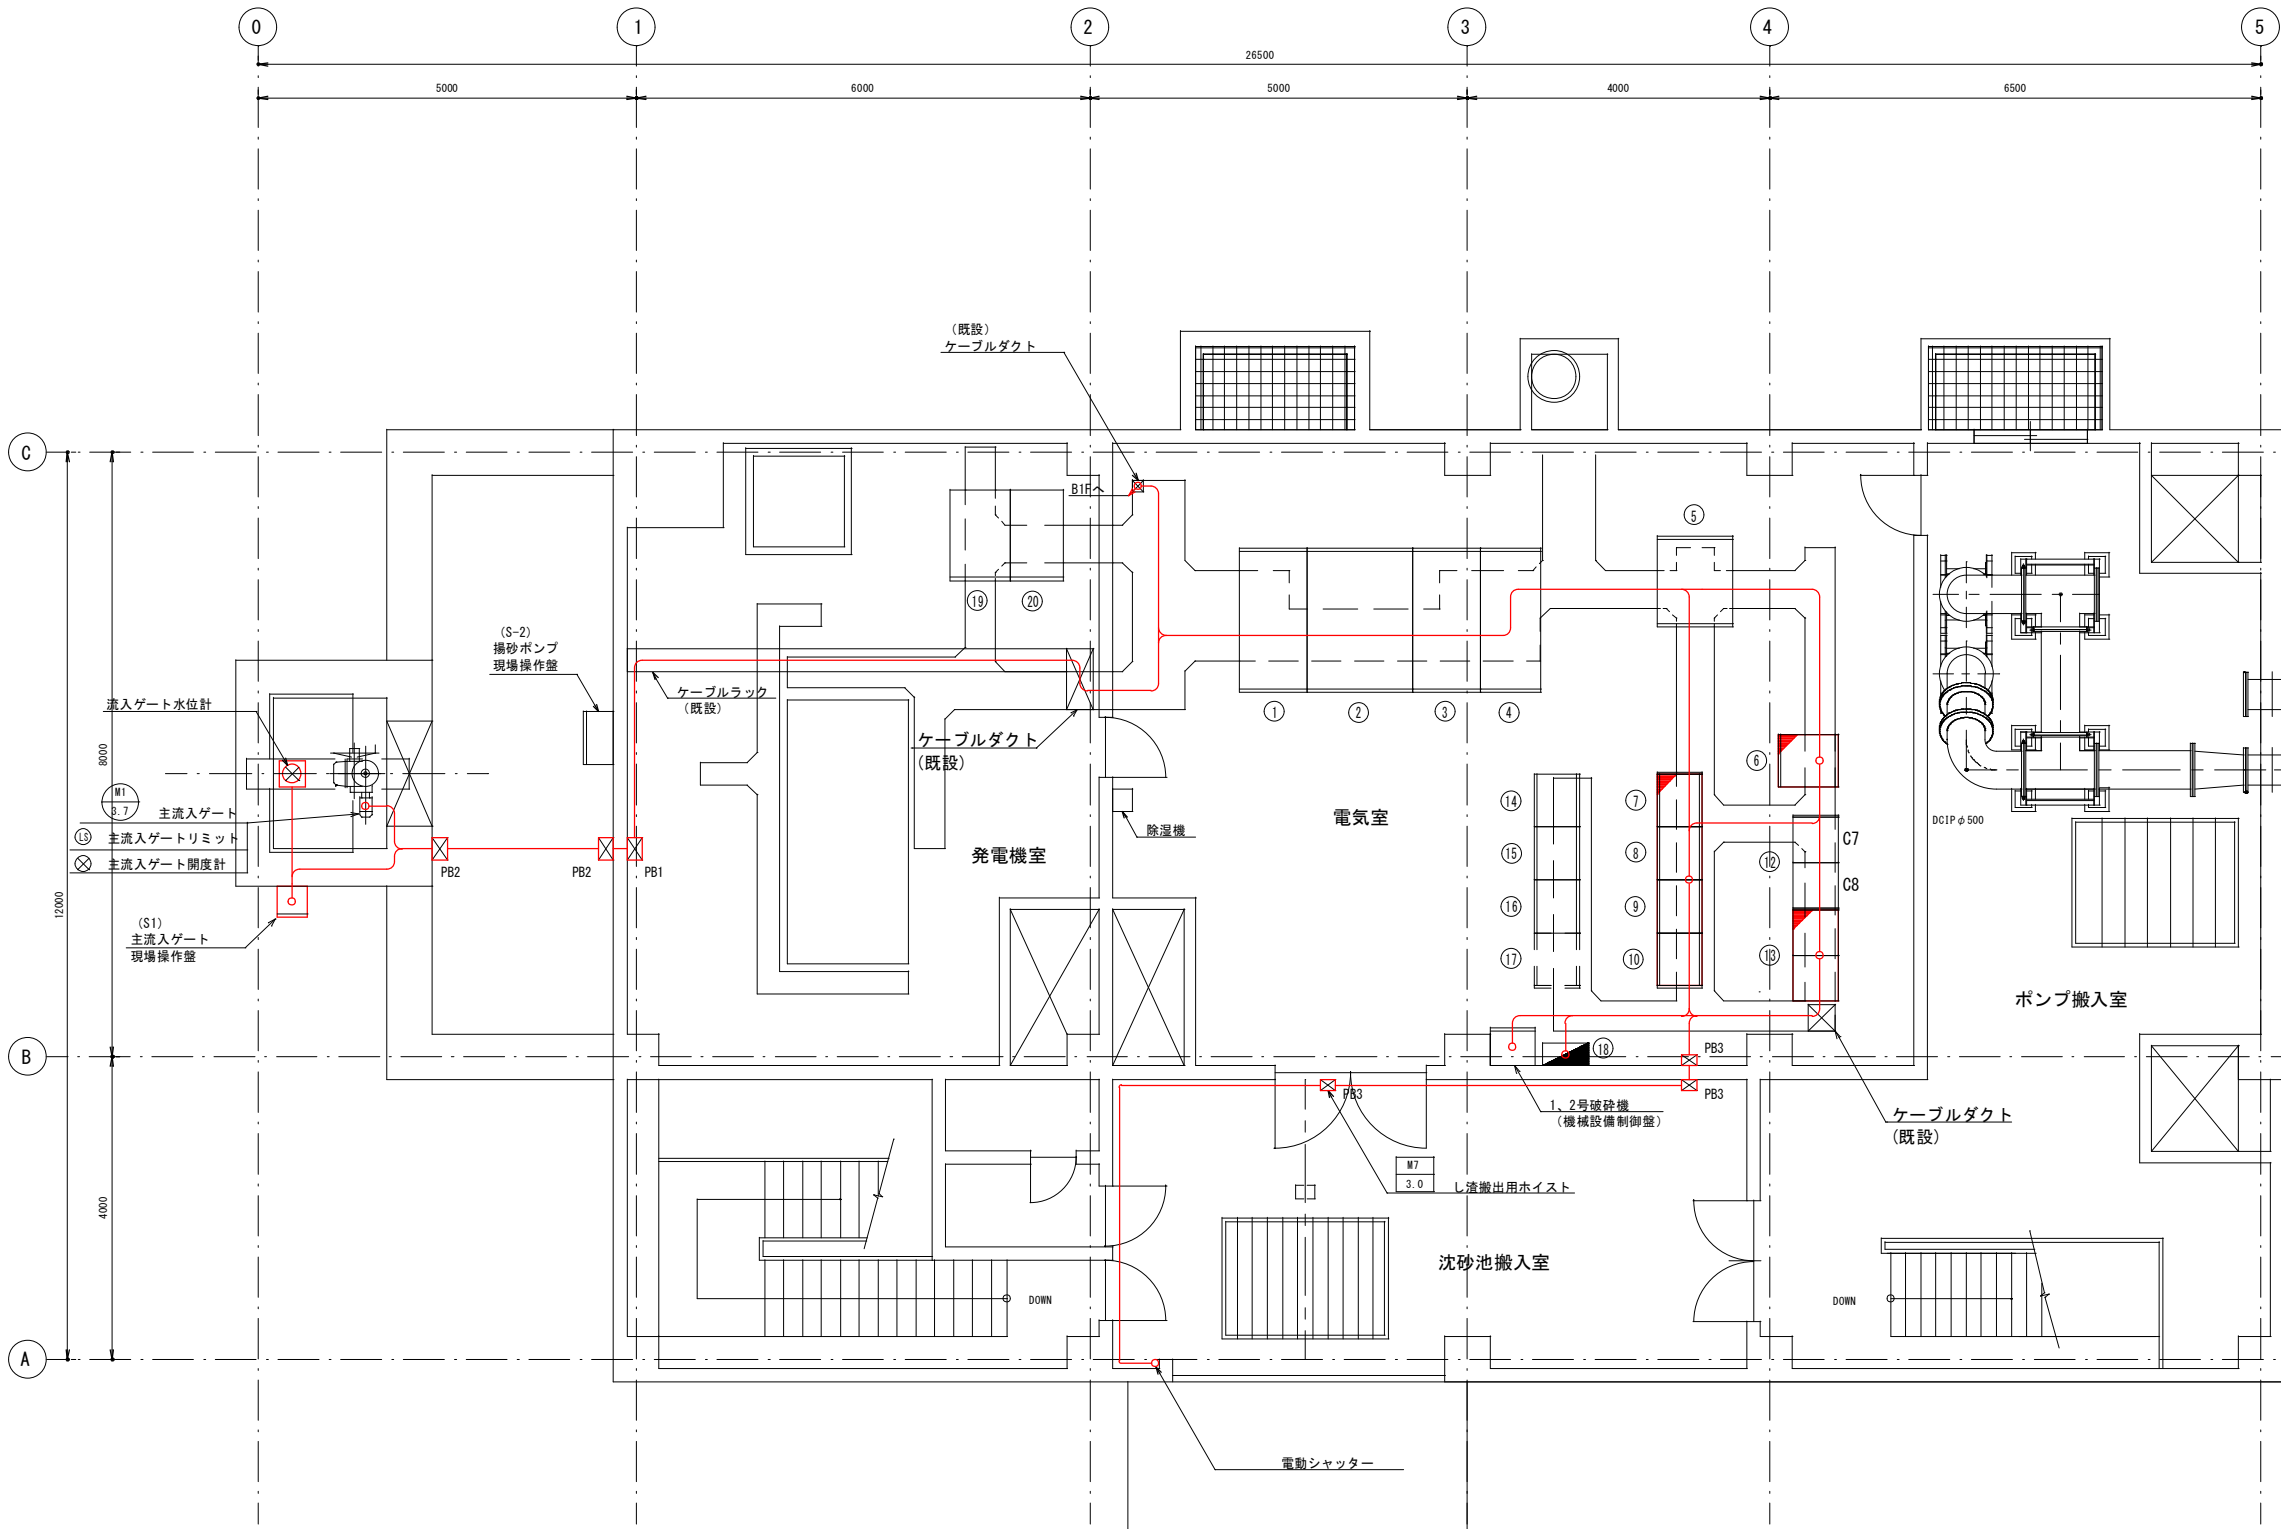 0
1
2
3
4
5
26500
5000
6000
5000
4000
6500
(既設)
ケーブルダクト
C
B1Fへ
⑤
⑲
⑳
(S-2)
揚砂ポンプ
現場操作盤
ケーブルラック
(既設)
流入ゲート水位計
①
②
③
④
ケーブルダクト
(既設)
8000
M1
3.7
主流入ゲート
LS
主流入ゲートリミット
主流入ゲート開度計
⑥
⑭
⑦
電気室
除湿機
DCIPφ500
C7
発電機室
⑮
⑧
⑫
PB2
PB2
PB1
C8
12000
⑯
⑨
(S1)
主流入ゲート
現場操作盤
⑰
⑩
⑬
ポンプ搬入室
B
⑱
PB3
PB3
PB3
1、2号破砕機
(機械設備制御盤)
ケーブルダクト
(既設)
M7
3.0
し渣搬出用ホイスト
4000
沈砂池搬入室
DOWN
DOWN
A
電動シャッター